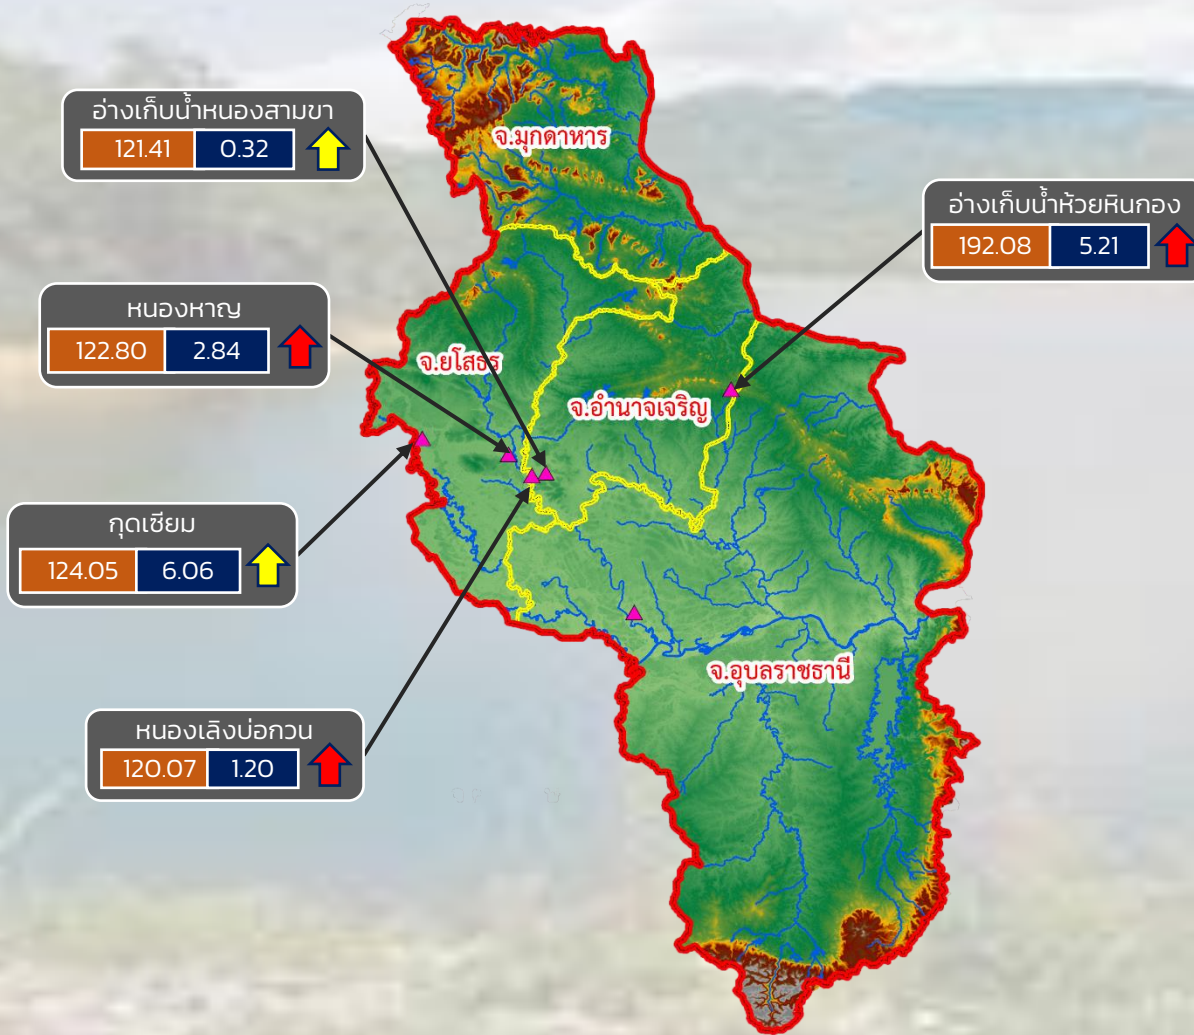 อ่างเก็บน้ำหนองสามขา
121.41 0.32
จ.มุกดาหาร
อ่างเก็บน้ำห้วยหินกอง
192.08 5.21
หนองหาญ
122.80 2.84
จ.ยโสธร
จ.อำนาจเจริญ
กุดเซียม
124.05 6.06
จ.อุบลราชธานี
หนองเลิงบ่อกวน
120.07 1.20